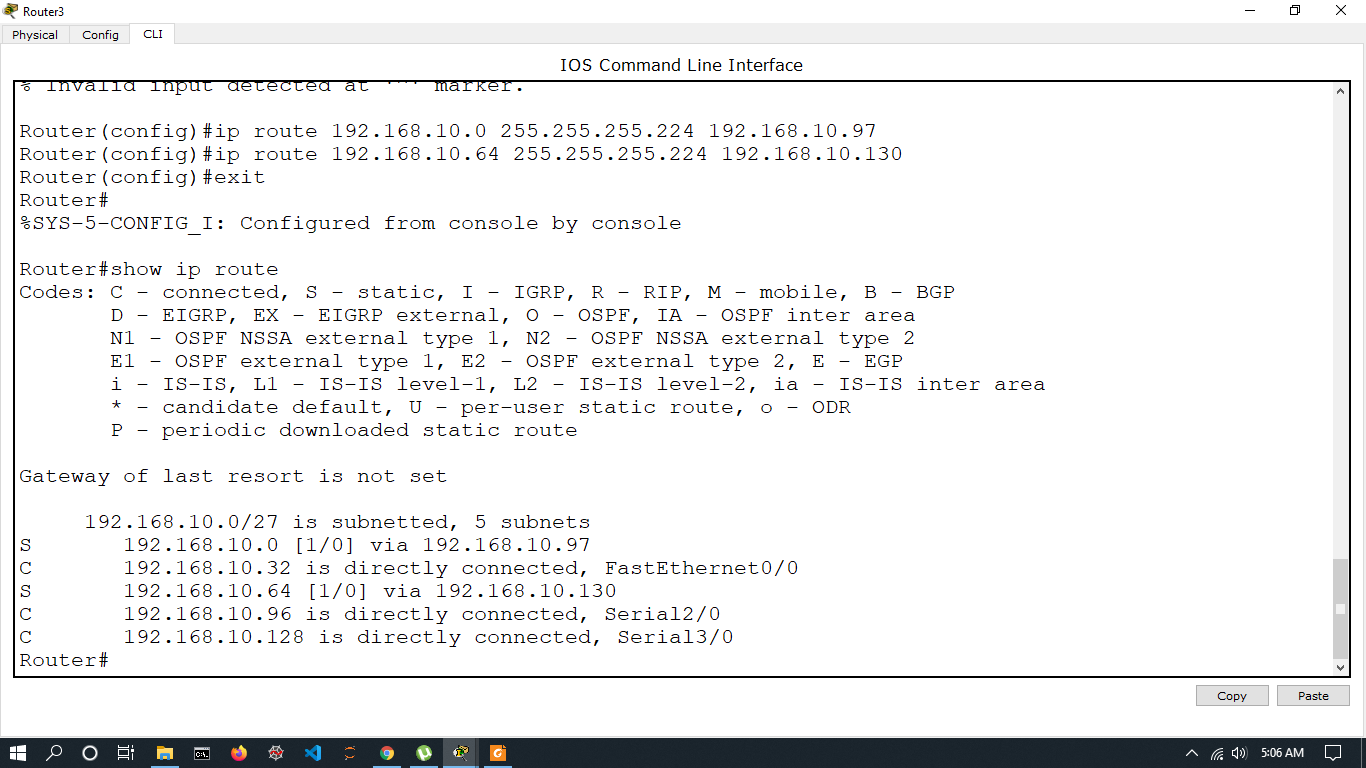 Router3
Physical Config CLI
IOS Command Line Interface
% Invalid input detected at '^' marker.
Router(config)#ip route 192.168.10.0 255.255.255.224 192.168.10.97
Router(config)#ip route 192.168.10.64 255.255.255.224 192.168.10.130
Router(config)#exit
Router#
%SYS-5-CONFIG_I: Configured from console by console
Router#show ip route
Codes: C - connected, S - static, I - IGRP, R - RIP, M - mobile, B - BGP
D - EIGRP, EX - EIGRP external, O - OSPF, IA - OSPF inter area
N1 - OSPF NSSA external type 1, N2 - OSPF NSSA external type 2
E1 - OSPF external type 1, E2 - OSPF external type 2, E - EGP
i - IS-IS, L1 - IS-IS level-1, L2 - IS-IS level-2, ia - IS-IS inter area
* - candidate default, U - per-user static route, o - ODR
P - periodic downloaded static route
Gateway of last resort is not set
192.168.10.0/27 is subnetted, 5 subnets
S 192.168.10.0 [1/0] via 192.168.10.97
C 192.168.10.32 is directly connected, FastEthernet0/0
S 192.168.10.64 [1/0] via 192.168.10.130
C 192.168.10.96 is directly connected, Serial2/0
C 192.168.10.128 is directly connected, Serial3/0
Router#
Copy Paste
5:06 AM